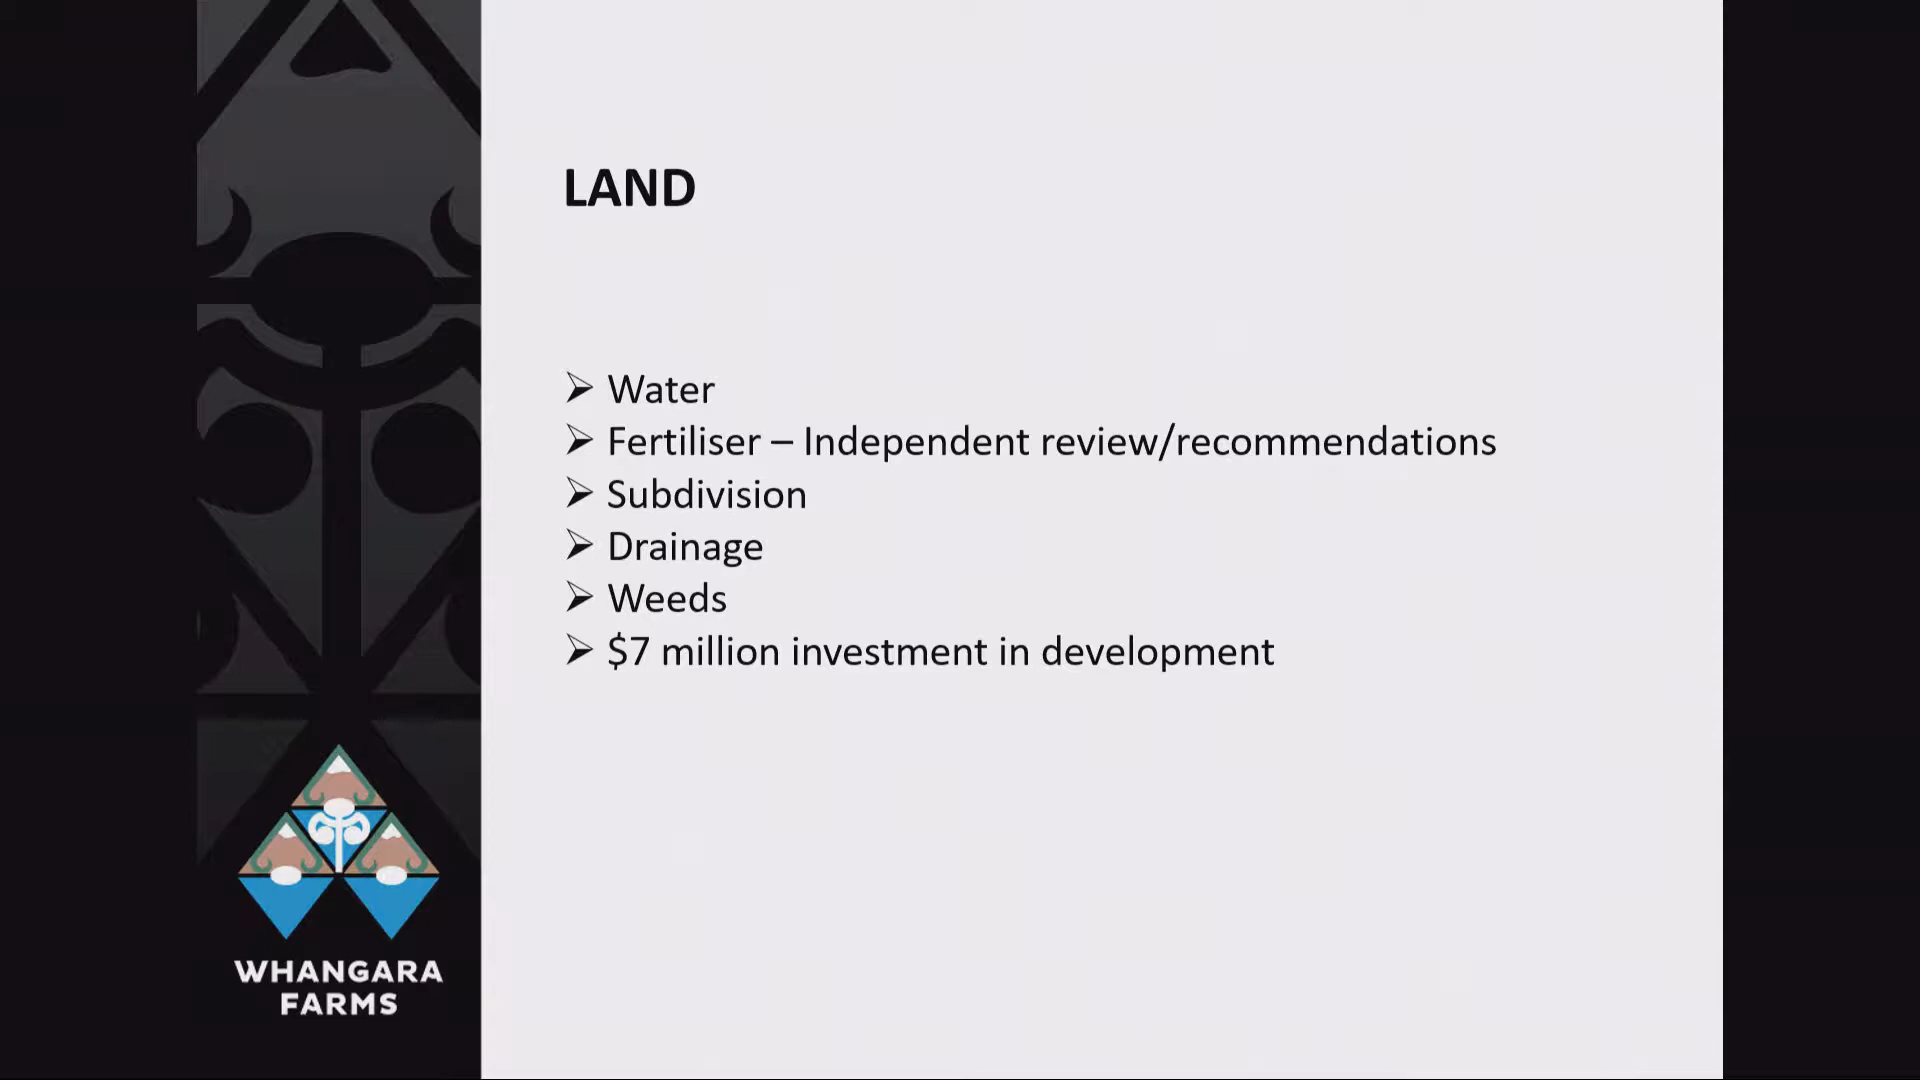 LAND
➢ Water
➢ Fertiliser – Independent review/recommendations
➢ Subdivision
➢ Drainage
➢ Weeds
➢ $7 million investment in development
WHANGARA
FARMS